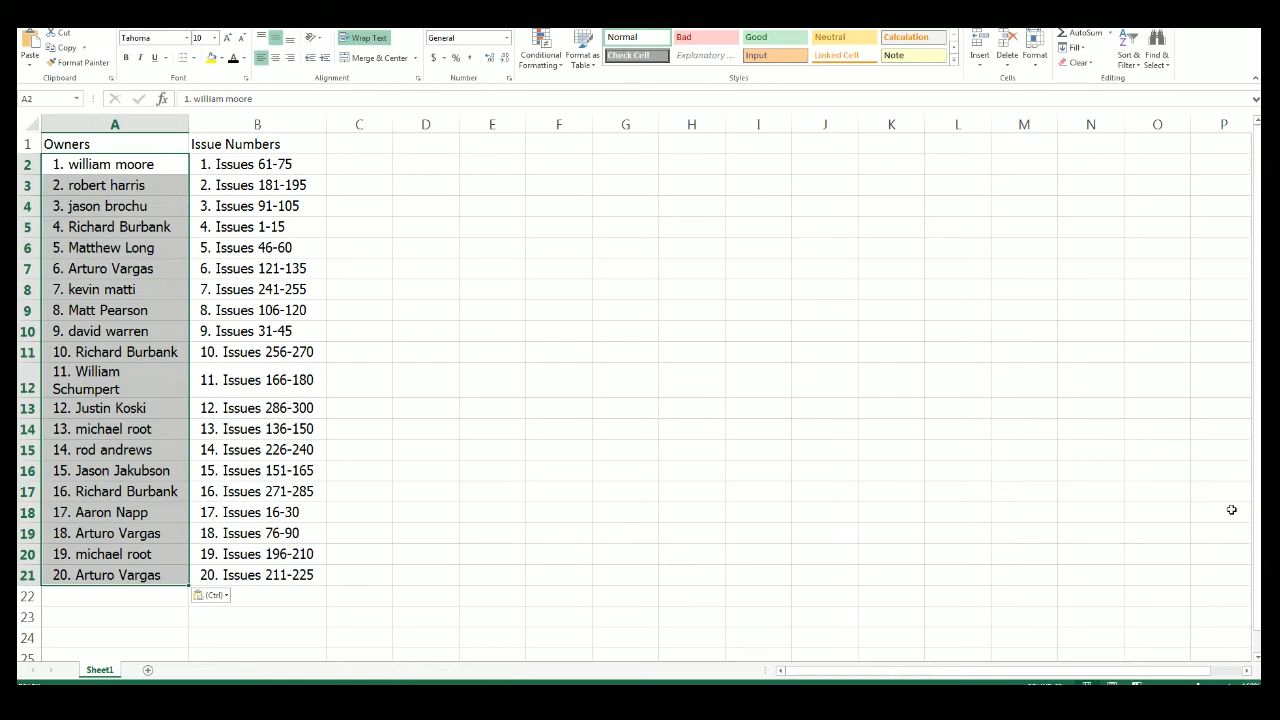 Cut
Tahoma 10 Wrap Text General Normal Bad Good Neutral Calculation AutoSum
Copy
Paste Format Painter
Merge & Center
Conditional Formatting Format as Table Check Cell Explanatory ... Input Linked Cell Note Insert Delete Format Fill Clear Sort & Filter Find & Select
Clipboard Font Alignment Number Styles Cells Editing
A2 fx 1. william moore
A B C D E F G H I J K L M N O P
1 Owners Issue Numbers
2 1. william moore 1. Issues 61-75
3 2. robert harris 2. Issues 181-195
4 3. jason brochu 3. Issues 91-105
5 4. Richard Burbank 4. Issues 1-15
6 5. Matthew Long 5. Issues 46-60
7 6. Arturo Vargas 6. Issues 121-135
8 7. kevin matti 7. Issues 241-255
9 8. Matt Pearson 8. Issues 106-120
10 9. david warren 9. Issues 31-45
11 10. Richard Burbank 10. Issues 256-270
12 11. William Schumpert 11. Issues 166-180
13 12. Justin Koski 12. Issues 286-300
14 13. michael root 13. Issues 136-150
15 14. rod andrews 14. Issues 226-240
16 15. Jason Jakubson 15. Issues 151-165
17 16. Richard Burbank 16. Issues 271-285
18 17. Aaron Napp 17. Issues 16-30
19 18. Arturo Vargas 18. Issues 76-90
20 19. michael root 19. Issues 196-210
21 20. Arturo Vargas 20. Issues 211-225
22 (Ctrl)
23
24
25
Sheet1